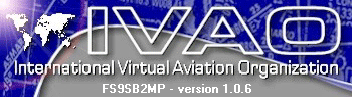 IVAO
International Virtual Aviation Organization
FS9SB2MP - version 1.0.6